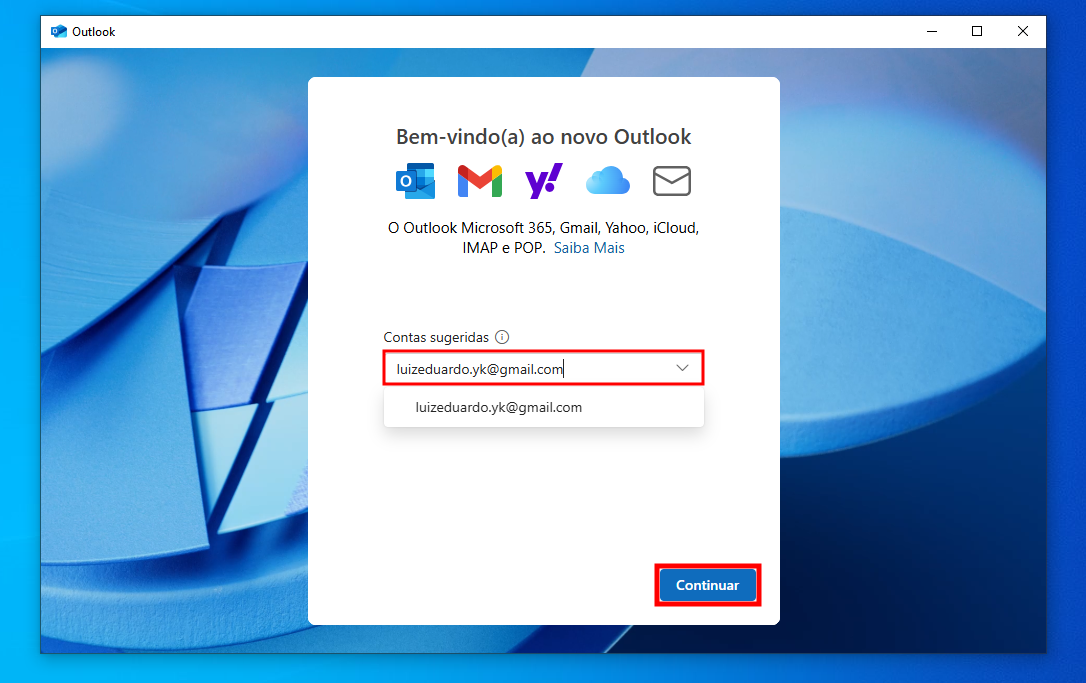 Outlook
Bem-vindo(a) ao novo Outlook
O Outlook Microsoft 365, Gmail, Yahoo, iCloud,
IMAP e POP. Saiba Mais
Contas sugeridas
luizeduardo.yk@gmail.com
luizeduardo.yk@gmail.com
Continuar